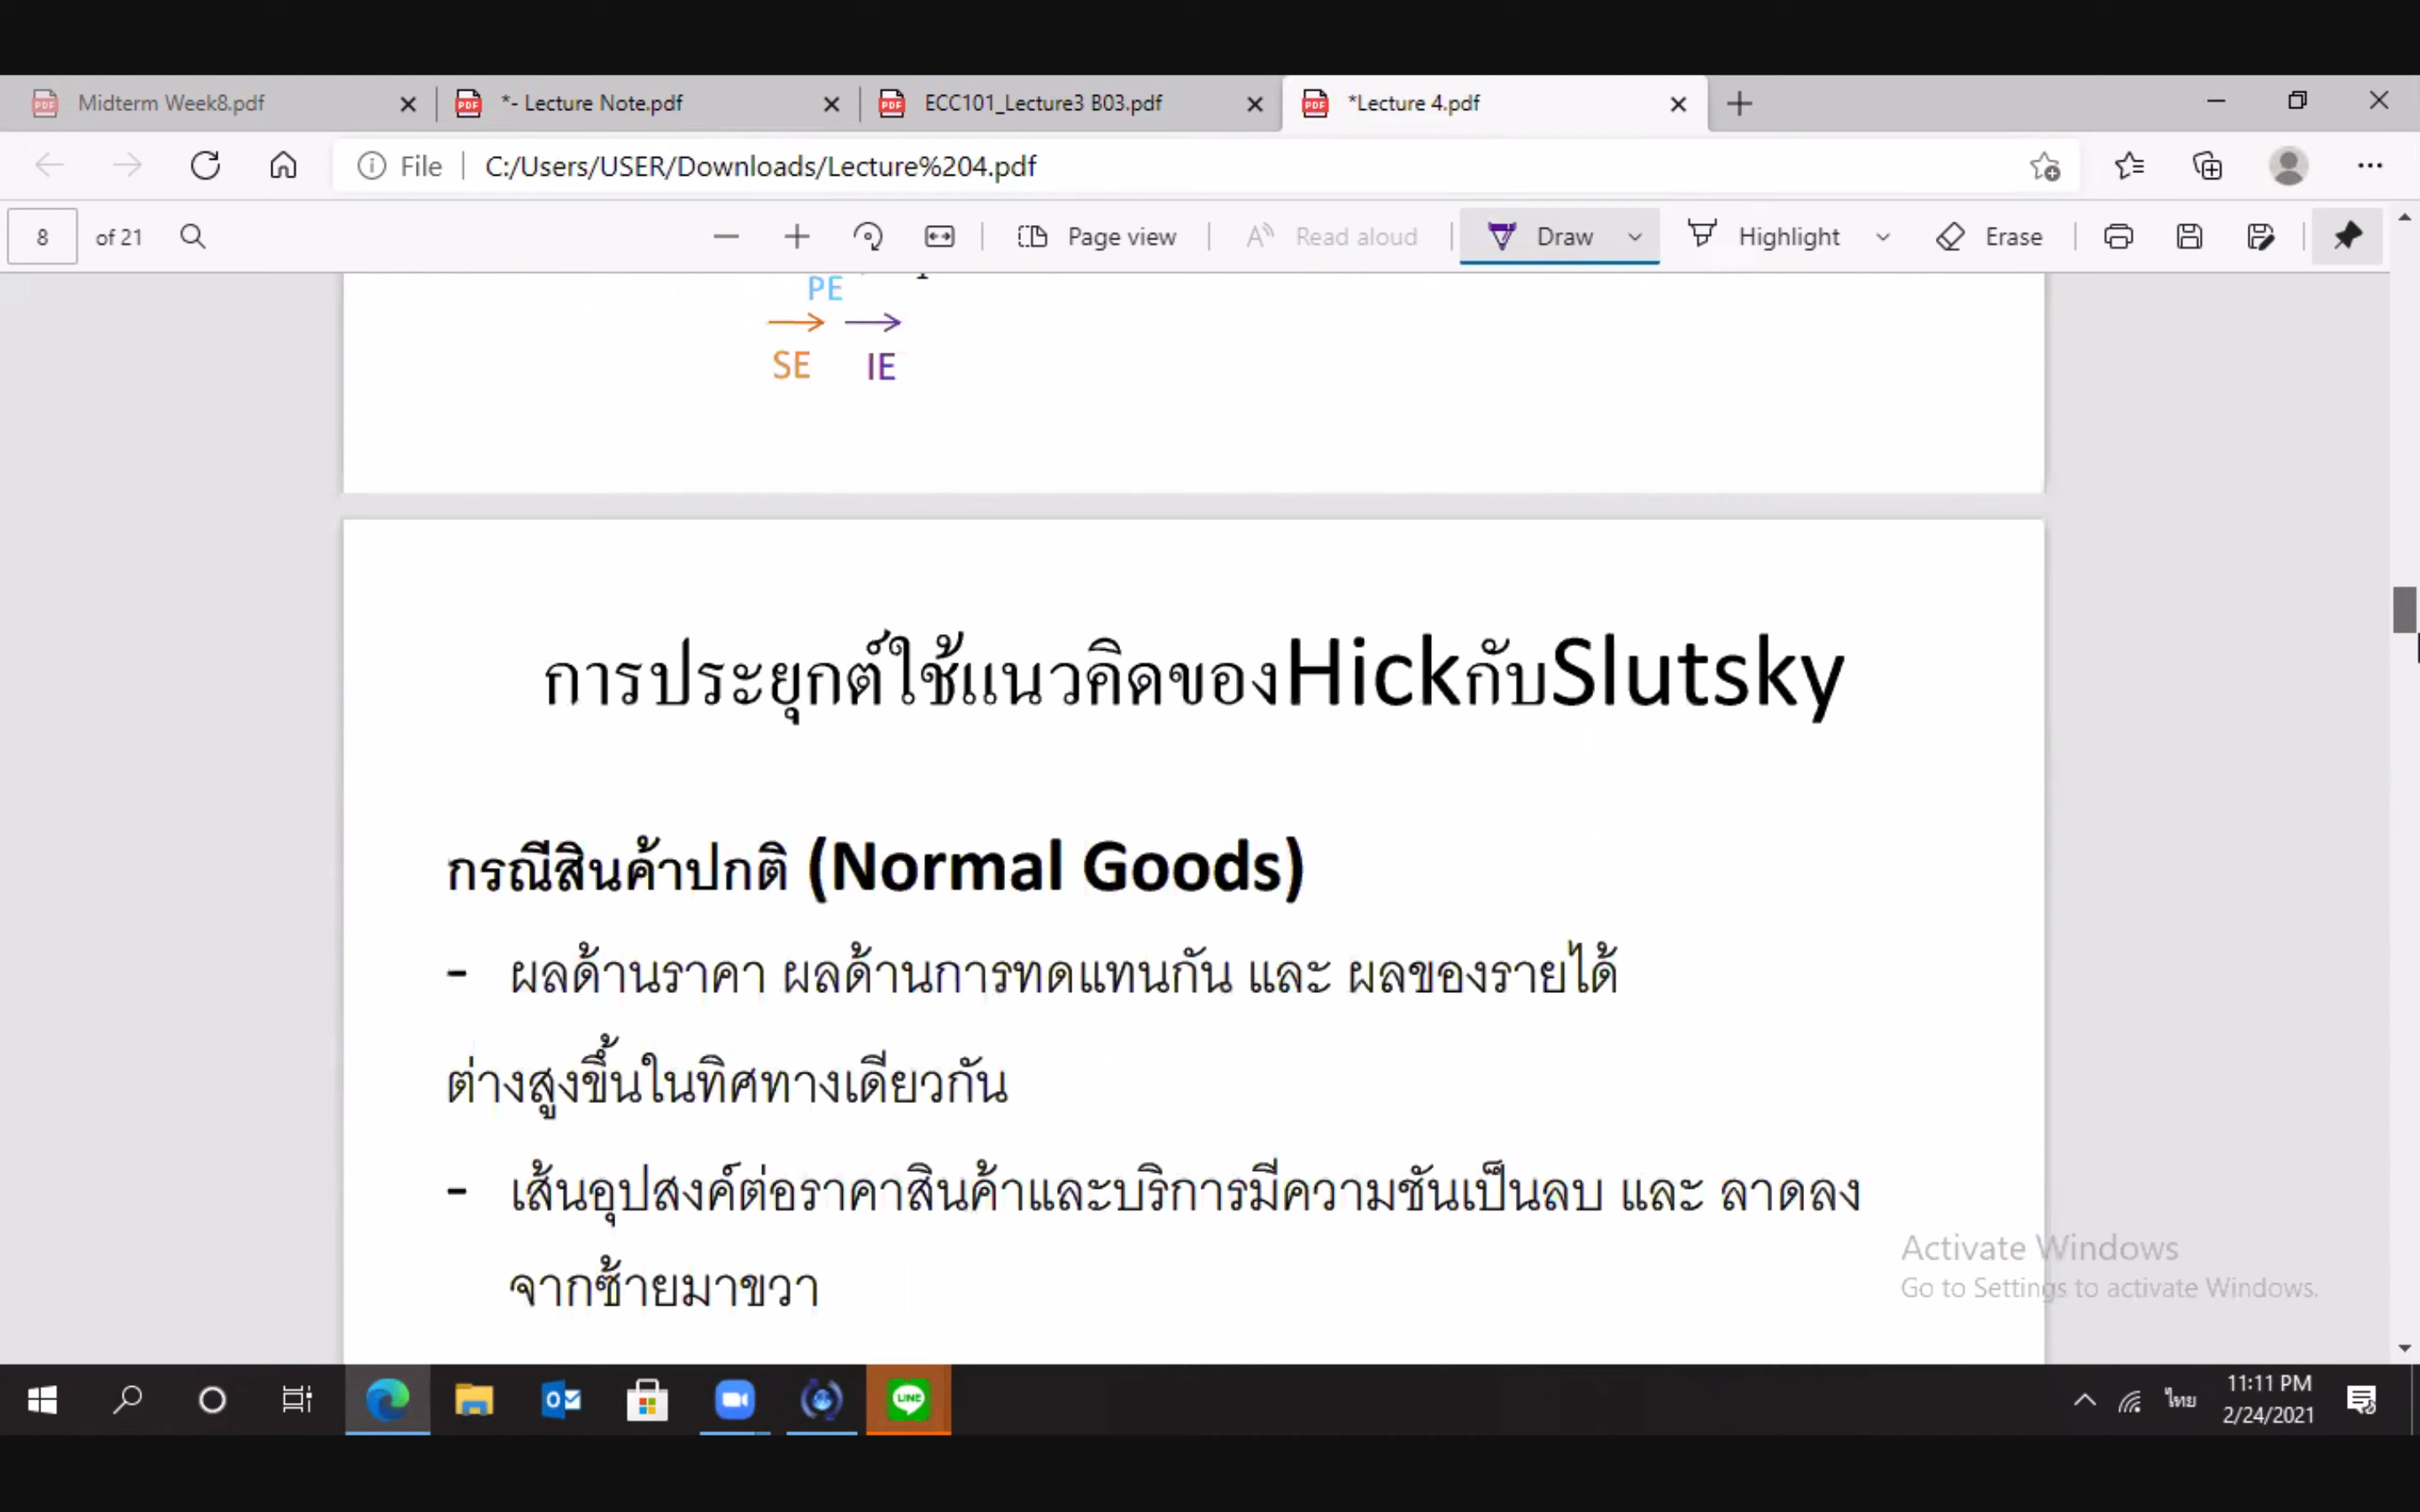 Midterm Week8.pdf
*- Lecture Note.pdf
ECC101_Lecture3 B03.pdf
*Lecture 4.pdf
File
C:/Users/USER/Downloads/Lecture%204.pdf
8 of 21
Page view
Read aloud
Draw
Highlight
Erase
PE
SE IE
การประยุกต์ใช้แนวคิดของHickกับSlutsky
กรณีสินค้าปกติ (Normal Goods)
- ผลด้านราคา ผลด้านการทดแทนกัน และ ผลของรายได้
ต่างสูงขึ้นในทิศทางเดียวกัน
- เส้นอุปสงค์ต่อราคาสินค้าและบริการมีความชันเป็นลบ และ ลาดลง
จากซ้ายมาขวา
Activate Windows
Go to Settings to activate Windows.
LINE
ไทย
11:11 PM
2/24/2021